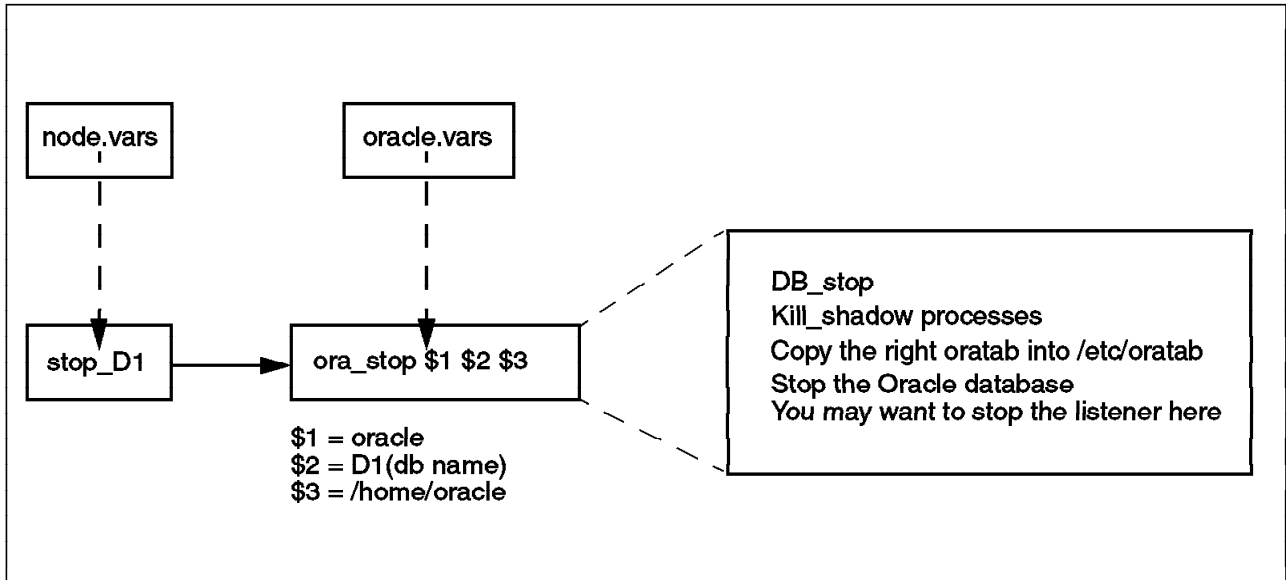 node.vars
oracle.vars
stop_D1
ora_stop $1 $2 $3
$1 = oracle
$2 = D1(db name)
$3 = /home/oracle
DB_stop
Kill_shadow processes
Copy the right oratab into /etc/oratab
Stop the Oracle database
You may want to stop the listener here